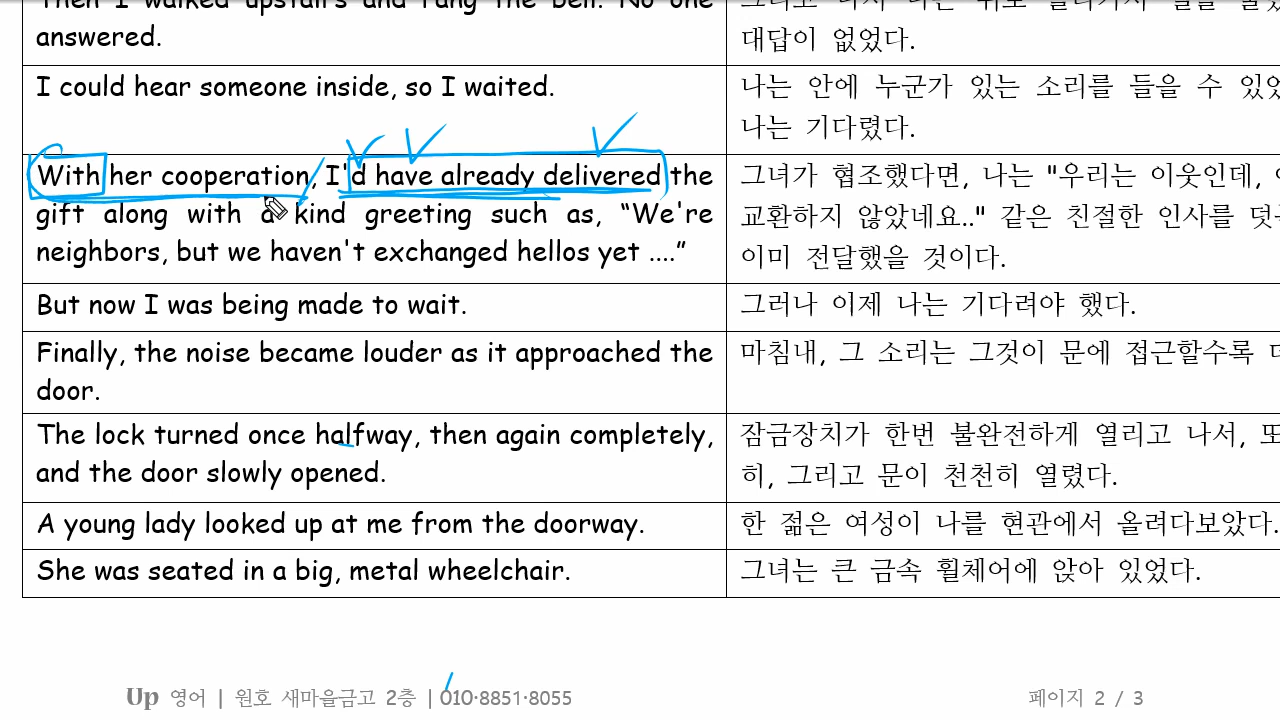 Then I walked upstairs and rang the bell. No one
answered.
대답이 없었다.
I could hear someone inside, so I waited.
나는 안에 누군가 있는 소리를 들을 수 있었
나는 기다렸다.
With her cooperation, I'd have already delivered the
gift along with a kind greeting such as, “We're
neighbors, but we haven't exchanged hellos yet ....”
그녀가 협조했다면, 나는 "우리는 이웃인데,
교환하지 않았네요.." 같은 친절한 인사를
이미 전달했을 것이다.
But now I was being made to wait.
그러나 이제 나는 기다려야 했다.
Finally, the noise became louder as it approached the
door.
마침내, 그 소리는 그것이 문에 접근할수록
The lock turned once halfway, then again completely,
and the door slowly opened.
잠금장치가 한번 불완전하게 열리고 나서, 또
히, 그리고 문이 천천히 열렸다.
A young lady looked up at me from the doorway.
한 젊은 여성이 나를 현관에서 올려다보았다.
She was seated in a big, metal wheelchair.
그녀는 큰 금속 휠체어에 앉아 있었다.
Up 영어 | 원호 새마을금고 2층 | 010·8851·8055
페이지 2 / 3